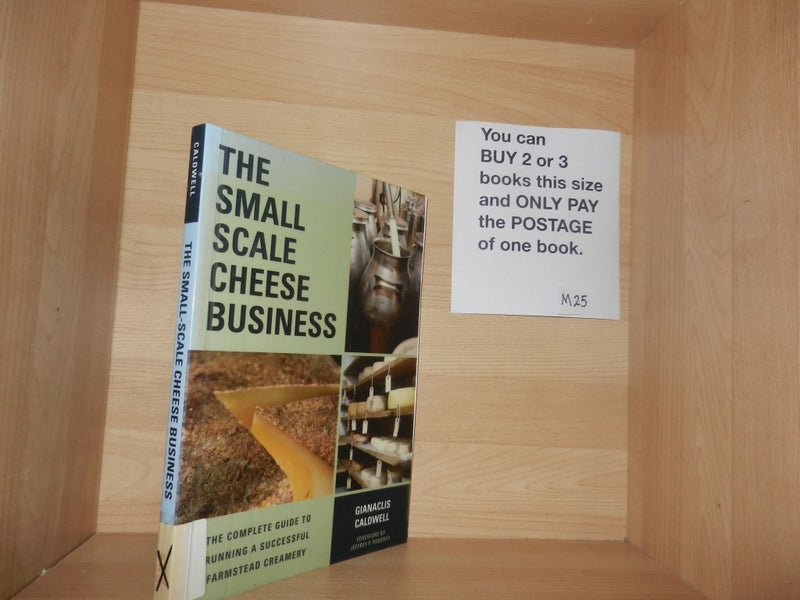 CALDWELL
THE SMALL-SCALE CHEESE BUSINESS
X
THE
SMALL
SCALE
CHEESE
BUSINESS
GIANACLIS
CALDWELL
FOREWORD BY
JEFFREY P. ROBERTS
THE COMPLETE GUIDE TO
RUNNING A SUCCESSFUL
FARMSTEAD CREAMERY
You can
BUY 2 or 3
books this size
and ONLY PAY
the POSTAGE
of one book.
M25